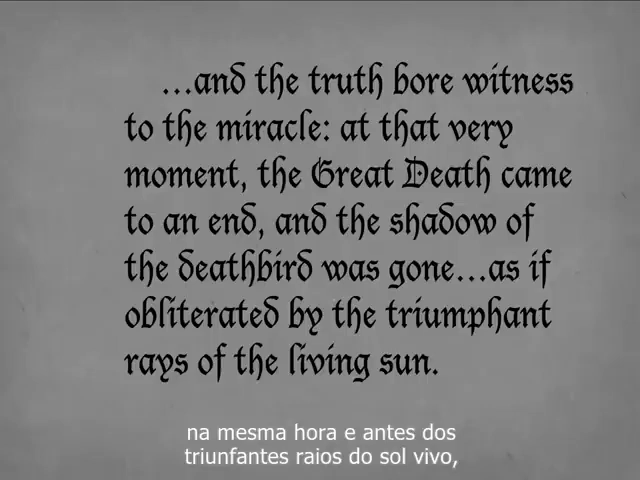 ...and the truth bore witness
to the miracle: at that very
moment, the Great Death came
to an end, and the shadow of
the deathbird was gone...as if
obliterated by the triumphant
rays of the living sun.
na mesma hora e antes dos
triunfantes raios do sol vivo,